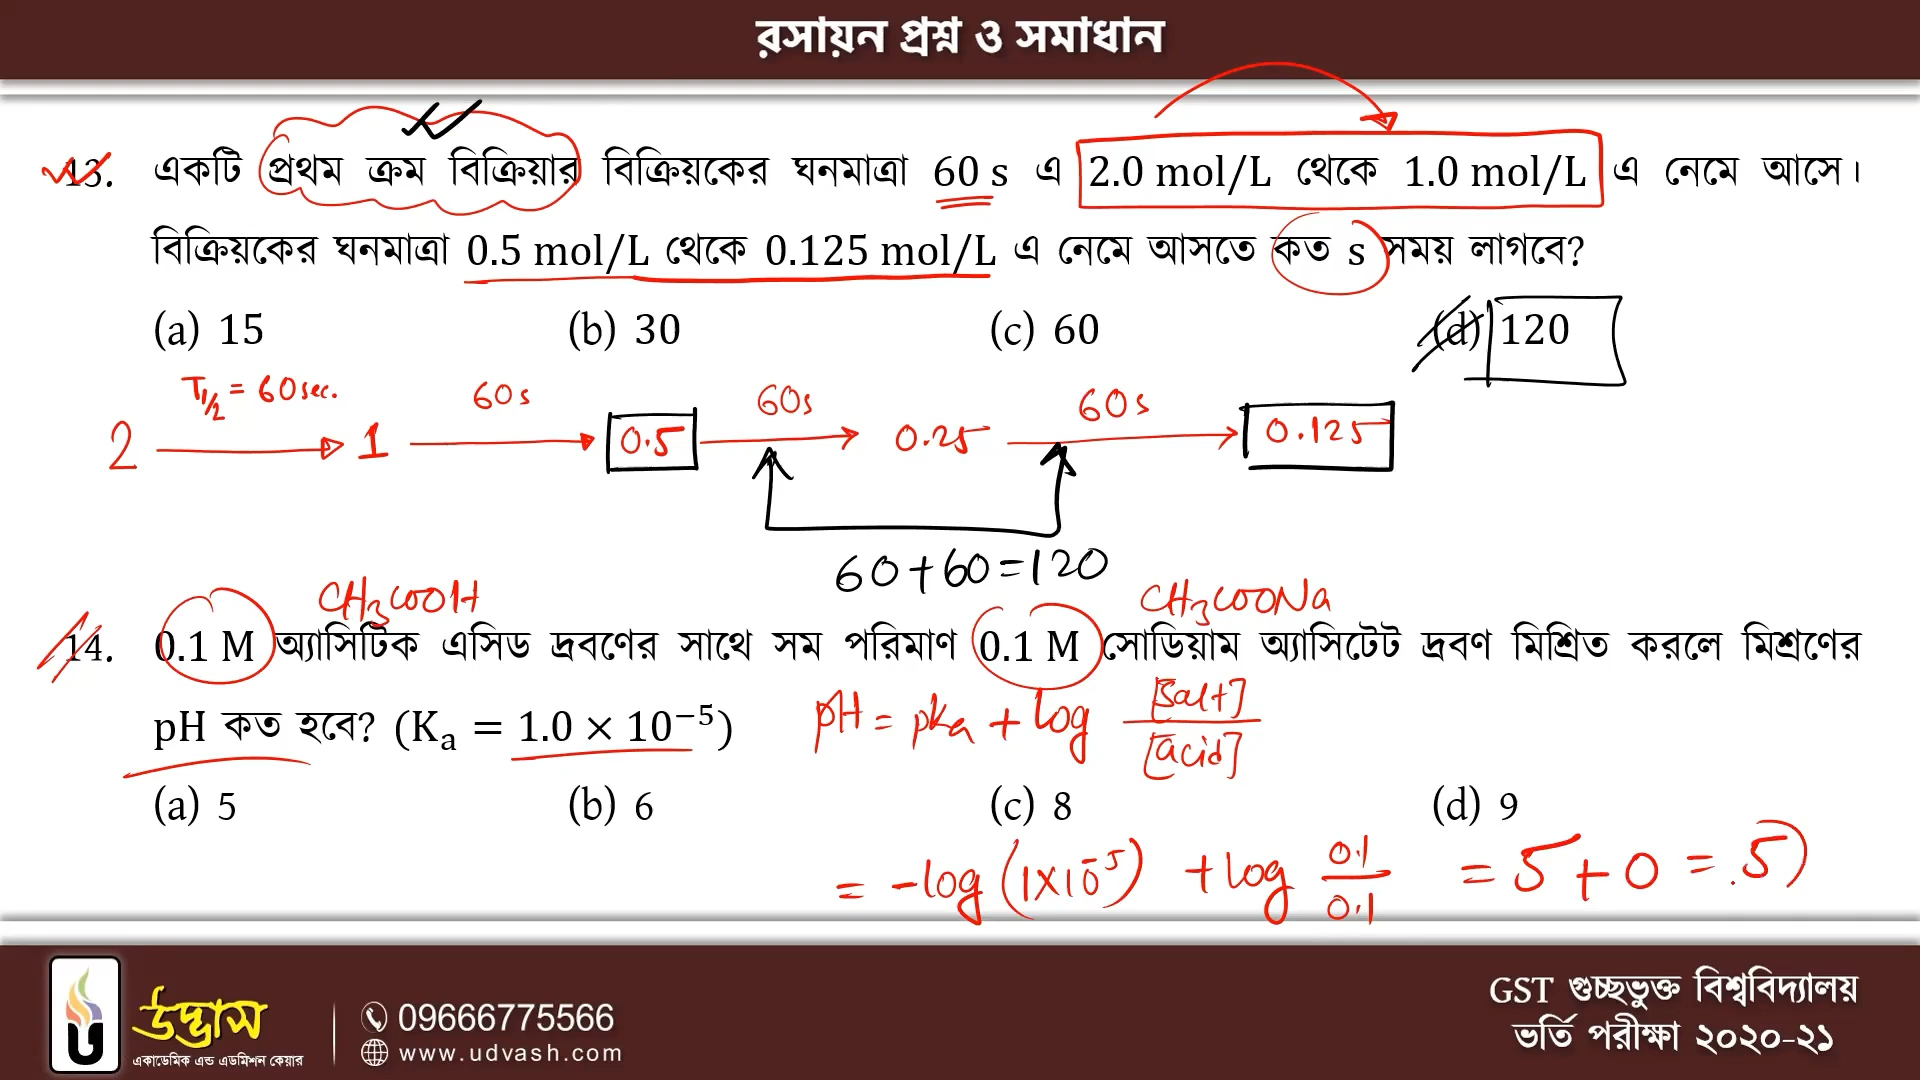 রসায়ন প্রশ্ন ও সমাধান
13. একটি প্রথম ক্রম বিক্রিয়ার বিক্রিয়কের ঘনমাত্রা 60 s এ 2.0 mol/L থেকে 1.0 mol/L এ নেমে আসে।
বিক্রিয়কের ঘনমাত্রা 0.5 mol/L থেকে 0.125 mol/L এ নেমে আসতে কত s সময় লাগবে?
(a) 15 (b) 30 (c) 60 (d) 120
T1/2 = 60 sec. 60s 60s 60s
2 → 1 → 0.5 → 0.25 → 0.125
60+60=120
CH3COOH CH3COONa
14. 0.1 M অ্যাসিটিক এসিড দ্রবণের সাথে সম পরিমাণ 0.1 M সোডিয়াম অ্যাসিটেট দ্রবণ মিশ্রিত করলে মিশ্রণের
pH কত হবে? (Ka = 1.0 × 10⁻⁵) pH = pKa + log [Salt]/[acid]
(a) 5 (b) 6 (c) 8 (d) 9
= -log (1×10⁻⁵) + log 0.1/0.1 = 5 + 0 = 5
U উদ্ভাস
একাডেমিক এন্ড এডমিশন কেয়ার
09666775566
www.udvash.com
GST গুচ্ছভুক্ত বিশ্ববিদ্যালয়
ভর্তি পরীক্ষা ২০২০-২১